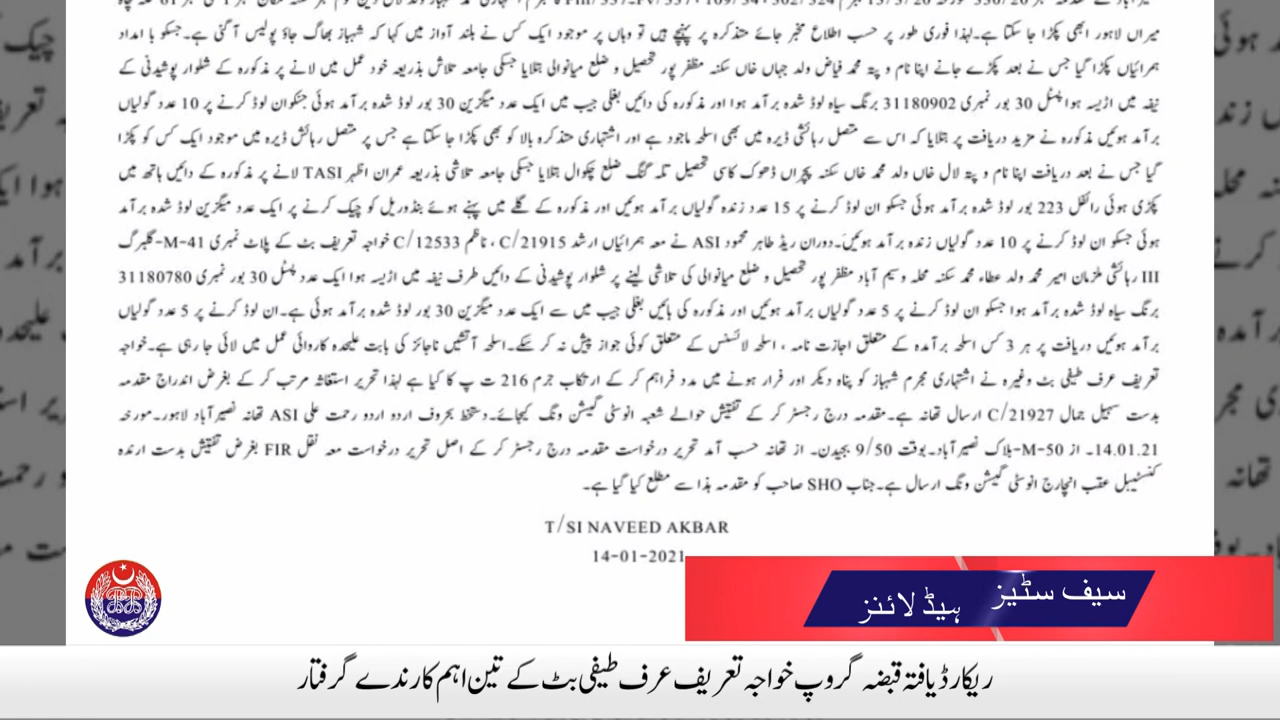 میراں لاہور ابھی پکڑا جا سکتا ہے۔لہذا فوری طور پر حسب اطلاع مخبر جائے متذکرہ پر پہنچے ہیں تو وہاں پر موجود ایک کس نے بلند آواز میں کہا کہ شہباز بھاگ جاؤ پولیس آگئی ہے۔جسکو با امداد
ہمرائیاں پکڑا گیا جس نے بعد پکڑے جانے اپنا نام و پتہ محمد فیاض ولد جہاں خاں سکنہ مظفر پور تحصیل و ضلع میانوالی بتلایا جسکی جامعہ تلاشی بذریعہ خود عمل میں لانے پر مذکورہ کے شلوار پوشیدنی کے
نیفہ میں اڑیسہ ہوا پسٹل 30 بور نمبری 31180902 برنگ سیاہ لوڈ شدہ برآمد ہوا اور مذکورہ کی دائیں بغلی جیب میں ایک عدد میگزین 30 بور لوڈ شدہ برآمد ہوئی جسکو ان لوڈ کرنے پر 10 عدد گولیاں
برآمد ہوئیں مذکورہ نے مزید دریافت پر بتلایا کہ اس سے متصل رہائشی ڈیرہ میں بھی اسلحہ باجود ہے اور اشتہاری متذکرہ بالا کو بھی پکڑا جا سکتا ہے جس پر متصل رہائش ڈیرہ میں موجود ایک کس کو پکڑا
گیا جس نے بعد دریافت اپنا نام و پتہ لال خاں ولد محمد خاں سکنہ پچراں ڈھوک کاسی تحصیل تلہ گنگ ضلع چکوال بتلایا جسکی جامعہ تلاشی بذریعہ عمران اظہر TASI لانے پر مذکورہ کے دائیں ہاتھ میں
پکڑی ہوئی رائفل 223 بور لوڈ شدہ برآمد ہوئی جسکو ان لوڈ کرنے پر 15 عدد زندہ گولیاں برآمد ہوئیں اور مذکورہ کے گلے میں پہنے ہوئے بنڈوریل کو چیک کرنے پر ایک عدد میگزین لوڈ شدہ برآمد
ہوئی جسکو ان لوڈ کرنے پر 10 عدد گولیاں زندہ برآمد ہوئیں۔دوران ریڈ طاہر محمود ASI نے معہ ہمرائیاں ارشد C/21915 ، ناظم C/12533 خواجہ تعریف بٹ کے پلاٹ نمبری M-41-گلبرگ
III رہائشی ملزمان امیر محمد ولد عطاء محمد سکنہ محلہ وسیم آباد مظفر پور تحصیل و ضلع میانوالی کی تلاشی لینے پر شلوار پوشیدنی کے دائیں طرف نیفہ میں اڑیسہ ہوا ایک عدد پسٹل 30 بور نمبری 31180780
برنگ سیاہ لوڈ شدہ برآمد ہوا جسکو ان لوڈ کرنے پر 5 عدد گولیاں برآمد ہوئیں اور مذکورہ کی بائیں بغلی جیب میں سے ایک عدد میگزین 30 بور لوڈ شدہ برآمد ہوئی ہے۔ان لوڈ کرنے پر 5 عدد گولیاں
برآمد ہوئیں دریافت پر ہر 3 کس اسلحہ برآمدہ کے متعلق اجازت نامہ ، اسلحہ لائسنس کے متعلق کوئی جواز پیش نہ کر سکے۔اسلحہ آتشیں ناجائز کی بابت علیحدہ کاروائی عمل میں لائی جا رہی ہے۔خواجہ
تعریف عرف طیفی بٹ وغیرہ نے اشتہاری مجرم شہباز کو پناہ دیکر اور فرار ہونے میں مدد فراہم کر کے ارتکاب جرم 216 ت پ کا کیا ہے لہذا تحریر استغاثہ مرتب کر کے بغرض اندراج مقدمہ
بدست سہیل جمال C/21927 ارسال تھانہ ہے۔مقدمہ درج رجسٹر کر کے تفتیش حوالے شعبہ انوسٹی گیشن ونگ کیجائے۔دستخط بحروف اردو اردو رحمت علی ASI تھانہ نصیرآباد لاہور۔مورخہ
14.01.21۔ از M-50-بلاک نصیرآباد۔بوقت 9/50 بجیدن۔ از تھانہ حسب آمد تحریر درخواست مقدمہ درج رجسٹر کر کے اصل تحریر درخواست معہ نقل FIR بغرض تفتیش بدست ارندہ
کنسٹیبل عقب انچارج انوسٹی گیشن ونگ ارسال ہے۔جناب SHO صاحب کو مقدمہ ہذا سے مطلع کیا گیا ہے۔
T/SI NAVEED AKBAR
14-01-2021
سیف سٹیز
ہیڈ لائنز
ریکارڈ یافتہ قبضہ گروپ خواجہ تعریف عرف طیفی بٹ کے تین اہم کارندے گرفتار